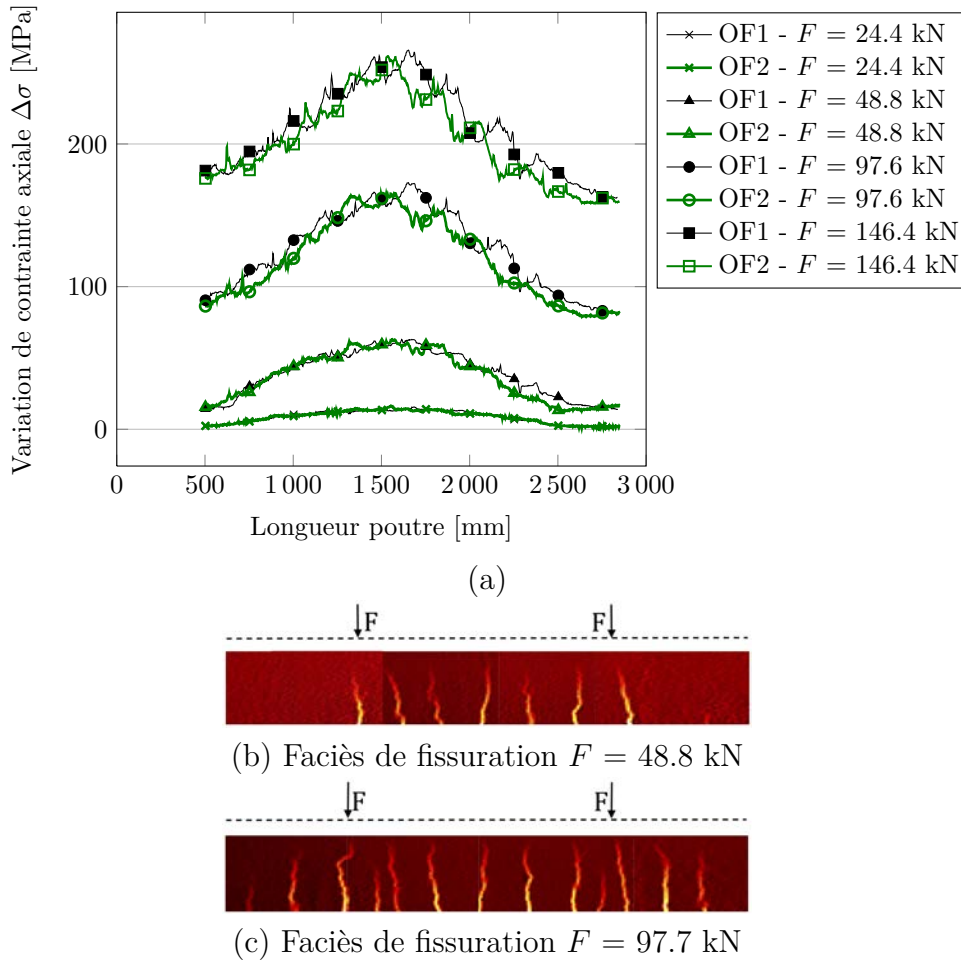 Variation de contrainte axiale Δσ [MPa]
200
100
0
0
500
1 000
1 500
2 000
2 500
3 000
Longueur poutre [mm]
OF1 - F = 24.4 kN
OF2 - F = 24.4 kN
OF1 - F = 48.8 kN
OF2 - F = 48.8 kN
OF1 - F = 97.6 kN
OF2 - F = 97.6 kN
OF1 - F = 146.4 kN
OF2 - F = 146.4 kN
(a)
F
F
(b) Faciès de fissuration F = 48.8 kN
F
F
(c) Faciès de fissuration F = 97.7 kN